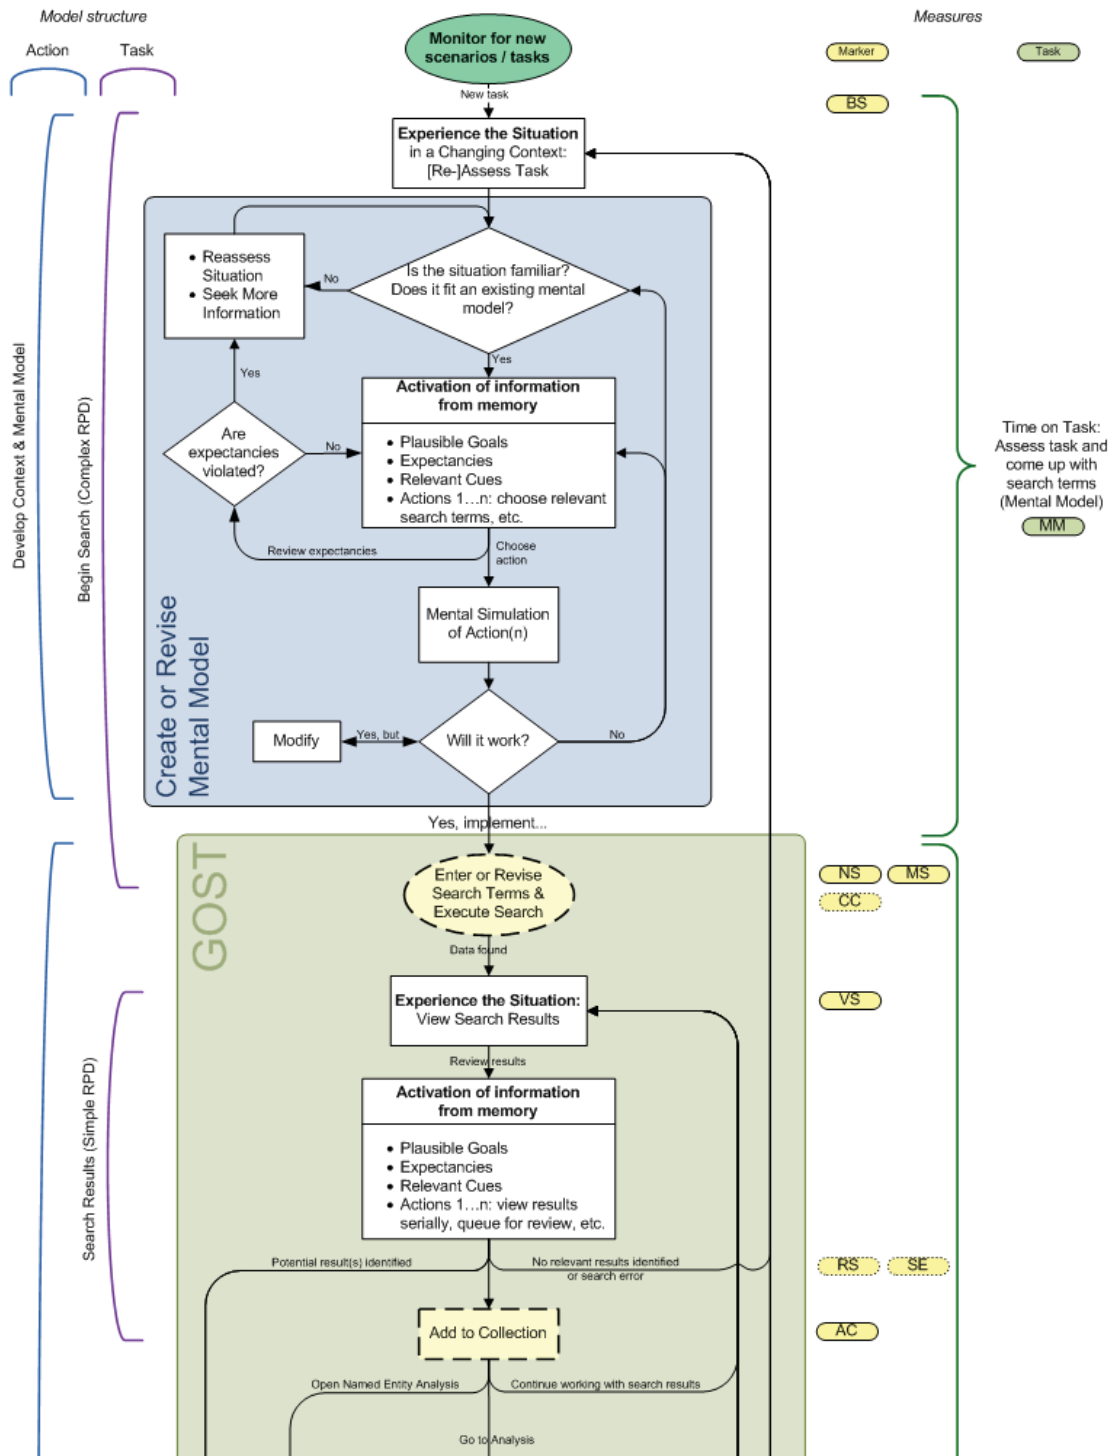 Model structure
Measures
Action
Task
Monitor for new
scenarios / tasks
Marker
Task
New task
BS
Experience the Situation
in a Changing Context:
[Re-]Assess Task
• Reassess
Situation
• Seek More
Information
No
Is the situation familiar?
Does it fit an existing mental
model?
Yes
Yes
Activation of information
from memory
Are
expectancies
violated?
No
• Plausible Goals
• Expectancies
• Relevant Cues
• Actions 1...n: choose relevant
search terms, etc.
Time on Task:
Assess task and
come up with
search terms
(Mental Model)
MM
Develop Context & Mental Model
Begin Search (Complex RPD)
Review expectancies
Choose
action
Mental Simulation
of Action(n)
Create or Revise
Mental Model
Modify
Yes, but
Will it work?
No
Yes, implement...
GOST
Enter or Revise
Search Terms &
Execute Search
NS
MS
CC
Data found
Experience the Situation:
View Search Results
VS
Review results
Activation of information
from memory
• Plausible Goals
• Expectancies
• Relevant Cues
• Actions 1...n: view results
serially, queue for review, etc.
Search Results (Simple RPD)
Potential result(s) identified
No relevant results identified
or search error
RS
SE
Add to Collection
AC
Open Named Entity Analysis
Continue working with search results
Go to Analysis